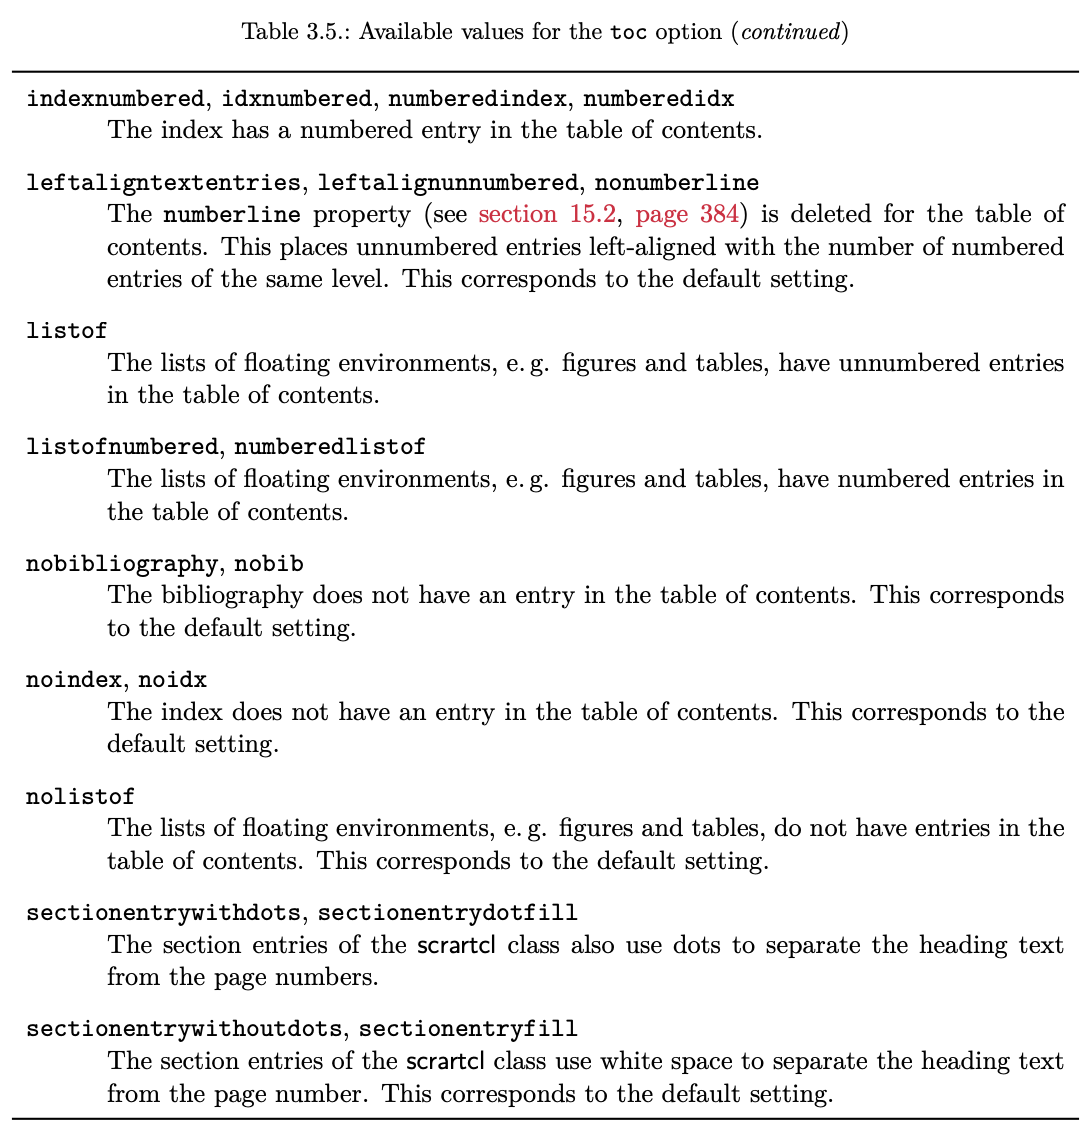 Table 3.5.: Available values for the toc option (continued)
indexnumbered, idxnumbered, numberedindex, numberedidx
The index has a numbered entry in the table of contents.
leftaligntextentries, leftalignunnumbered, nonumberline
The numberline property (see section 15.2, page 384) is deleted for the table of
contents. This places unnumbered entries left-aligned with the number of numbered
entries of the same level. This corresponds to the default setting.
listof
The lists of floating environments, e. g. figures and tables, have unnumbered entries
in the table of contents.
listofnumbered, numberedlistof
The lists of floating environments, e. g. figures and tables, have numbered entries in
the table of contents.
nobibliography, nobib
The bibliography does not have an entry in the table of contents. This corresponds
to the default setting.
noindex, noidx
The index does not have an entry in the table of contents. This corresponds to the
default setting.
nolistof
The lists of floating environments, e. g. figures and tables, do not have entries in the
table of contents. This corresponds to the default setting.
sectionentrywithdots, sectionentrydotfill
The section entries of the scrartcl class also use dots to separate the heading text
from the page numbers.
sectionentrywithoutdots, sectionentryfill
The section entries of the scrartcl class use white space to separate the heading text
from the page number. This corresponds to the default setting.